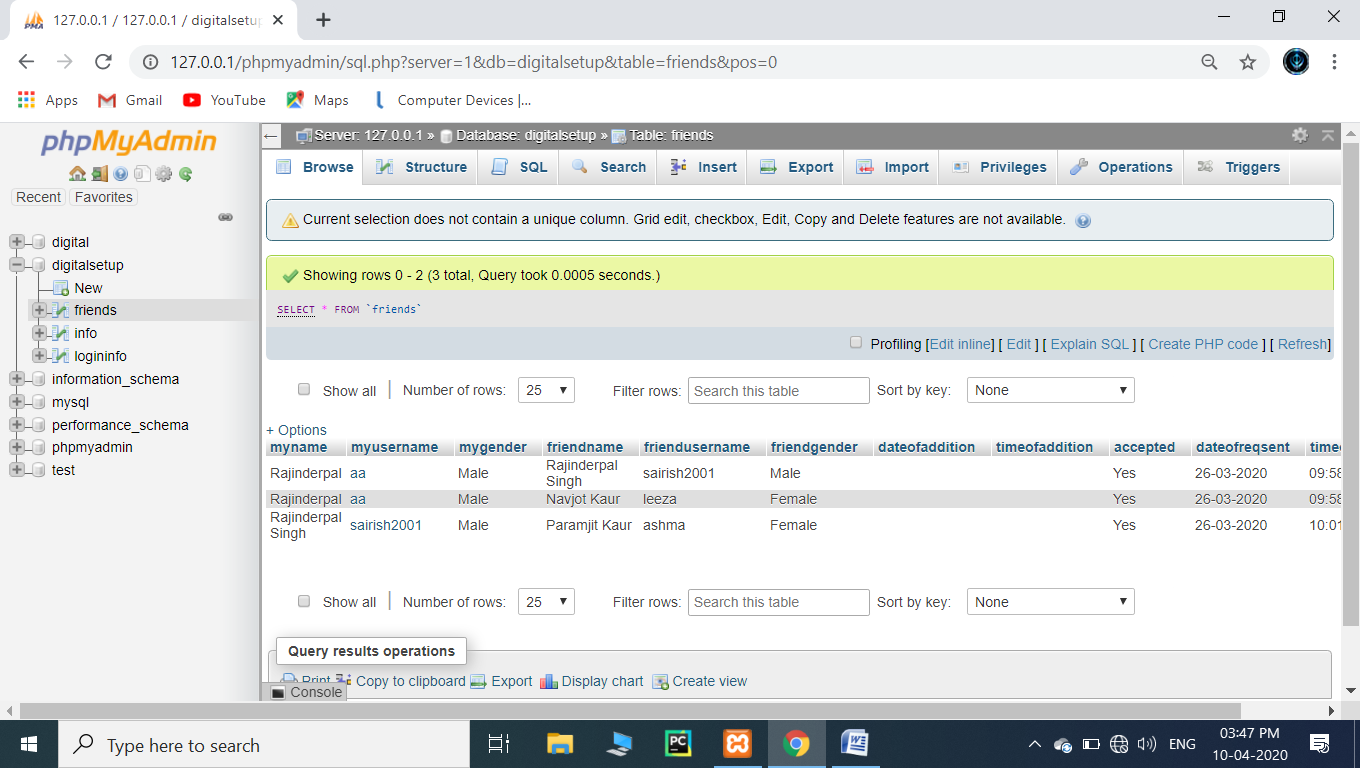 127.0.0.1 / 127.0.0.1 / digitalsetup
127.0.0.1/phpmyadmin/sql.php?server=1&db=digitalsetup&table=friends&pos=0
Apps Gmail YouTube Maps Computer Devices |...
phpMyAdmin
Recent Favorites
digital
digitalsetup
New
friends
info
logininfo
information_schema
mysql
performance_schema
phpmyadmin
test
Server: 127.0.0.1 » Database: digitalsetup » Table: friends
Browse Structure SQL Search Insert Export Import Privileges Operations Triggers
Current selection does not contain a unique column. Grid edit, checkbox, Edit, Copy and Delete features are not available.
Showing rows 0 - 2 (3 total, Query took 0.0005 seconds.)
SELECT * FROM `friends`
Profiling [Edit inline] [ Edit ] [ Explain SQL ] [ Create PHP code ] [ Refresh]
Show all Number of rows: 25 Filter rows: Search this table Sort by key: None
+ Options
myname myusername mygender friendname friendusername friendgender dateofaddition timeofaddition accepted dateofreqsent
Rajinderpal aa Male Rajinderpal Singh sairish2001 Male Yes 26-03-2020 09:58
Rajinderpal aa Male Navjot Kaur leeza Female Yes 26-03-2020 09:58
Rajinderpal Singh sairish2001 Male Paramjit Kaur ashma Female Yes 26-03-2020 10:01
Show all Number of rows: 25 Filter rows: Search this table Sort by key: None
Query results operations
Print Copy to clipboard Export Display chart Create view
Console
Type here to search
ENG
03:47 PM
10-04-2020